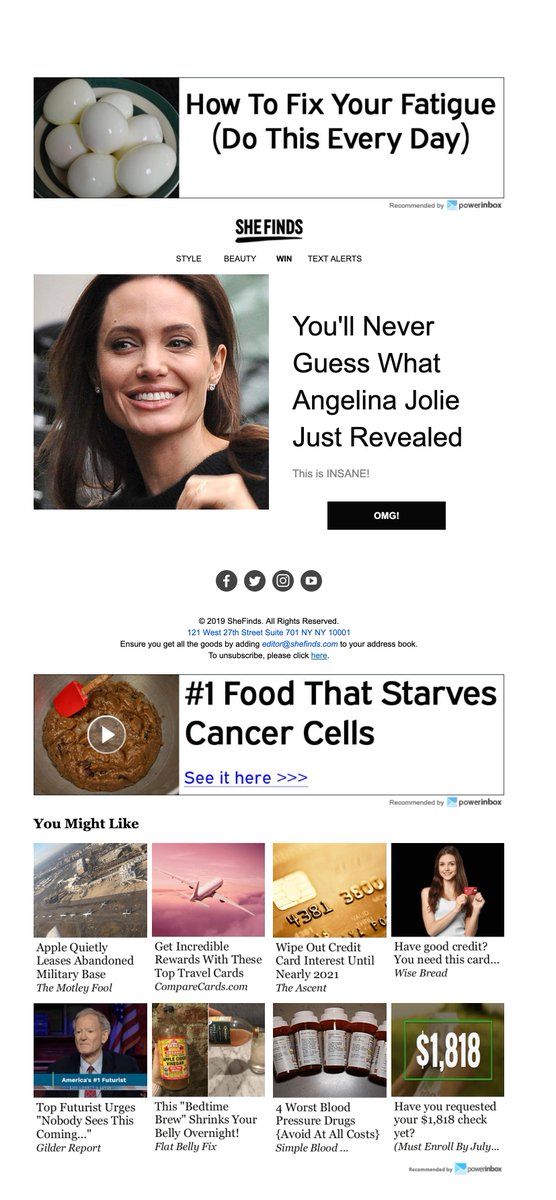 How To Fix Your Fatigue
(Do This Every Day)
Recommended by powerinbox
SHEFINDS
STYLE BEAUTY WIN TEXT ALERTS
You'll Never
Guess What
Angelina Jolie
Just Revealed
This is INSANE!
OMG!
© 2019 SheFinds. All Rights Reserved.
121 West 27th Street Suite 701 NY NY 10001
Ensure you get all the goods by adding editor@shefinds.com to your address book.
To unsubscribe, please click here.
#1 Food That Starves
Cancer Cells
See it here >>>
Recommended by powerinbox
You Might Like
4381 3800
Apple Quietly
Leases Abandoned
Military Base
The Motley Fool
Get Incredible
Rewards With These
Top Travel Cards
CompareCards.com
Wipe Out Credit
Card Interest Until
Nearly 2021
The Ascent
Have good credit?
You need this card...
Wise Bread
America's #1 Futurist
APPLE CIDER
VINEGAR
$1,818
Top Futurist Urges
"Nobody Sees This
Coming..."
Gilder Report
This "Bedtime
Brew" Shrinks Your
Belly Overnight!
Flat Belly Fix
4 Worst Blood
Pressure Drugs
{Avoid At All Costs}
Simple Blood ...
Have you requested
your $1,818 check
yet?
(Must Enroll By July...
Recommended by powerinbox